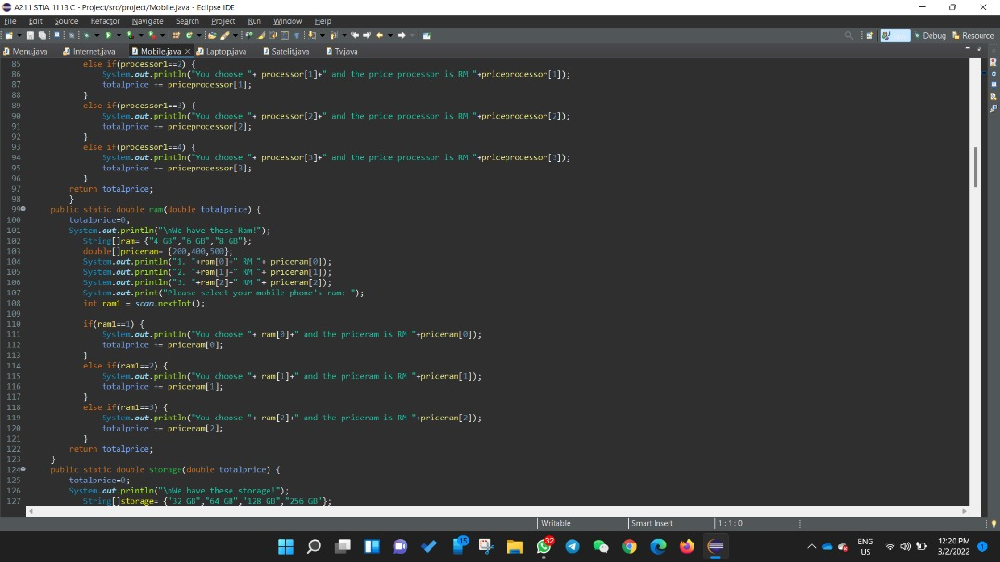 A211 STIA 1113 C - Project/src/project/Mobile.java - Eclipse IDE
File Edit Source Refactor Navigate Search Project Run Window Help
Debug Resource
Menu.java Internet.java Mobile.java Laptop.java Satelit.java Tv.java
85 else if(processor1==2) {
86 System.out.println("You choose "+ processor[1]+" and the price processor is RM "+priceprocessor[1]);
87 totalprice += priceprocessor[1];
88 }
89 else if(processor1==3) {
90 System.out.println("You choose "+ processor[2]+" and the price processor is RM "+priceprocessor[2]);
91 totalprice += priceprocessor[2];
92 }
93 else if(processor1==4) {
94 System.out.println("You choose "+ processor[3]+" and the price processor is RM "+priceprocessor[3]);
95 totalprice += priceprocessor[3];
96 }
97 return totalprice;
98 }
99 public static double ram(double totalprice) {
100 totalprice=0;
101 System.out.println("\nWe have these Ram!");
102 String[]ram= {"4 GB","6 GB","8 GB"};
103 double[]priceram= {200,400,500};
104 System.out.println("1. "+ram[0]+" RM "+ priceram[0]);
105 System.out.println("2. "+ram[1]+" RM "+ priceram[1]);
106 System.out.println("3. "+ram[2]+" RM "+ priceram[2]);
107 System.out.print("Please select your mobile phone's ram: ");
108 int ram1 = scan.nextInt();
109
110 if(ram1==1) {
111 System.out.println("You choose "+ ram[0]+" and the priceram is RM "+priceram[0]);
112 totalprice += priceram[0];
113 }
114 else if(ram1==2) {
115 System.out.println("You choose "+ ram[1]+" and the priceram is RM "+priceram[1]);
116 totalprice += priceram[1];
117 }
118 else if(ram1==3) {
119 System.out.println("You choose "+ ram[2]+" and the priceram is RM "+priceram[2]);
120 totalprice += priceram[2];
121 }
122 return totalprice;
123 }
124 public static double storage(double totalprice) {
125 totalprice=0;
126 System.out.println("\nWe have these storage!");
127 String[]storage= {"32 GB","64 GB","128 GB","256 GB"};
Writable Smart Insert 1 : 1 : 0
15 32
ENG
US
12:20 PM
3/2/2022
1